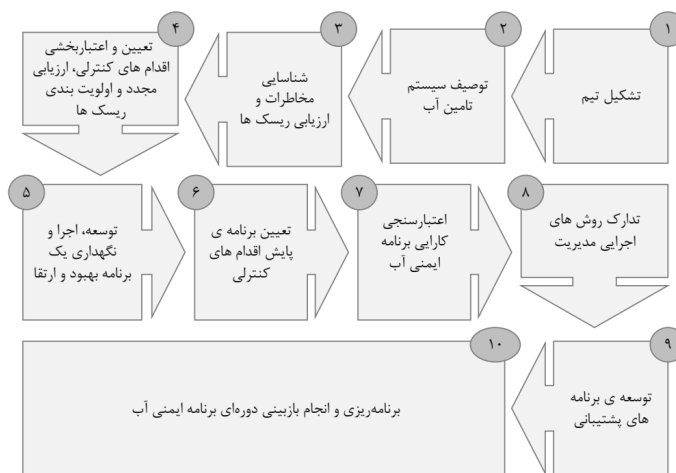 ۱
تشکیل تیم
۲
توصیف سیستم
تامین آب
۳
شناسایی
مخاطرات و
ارزیابی ریسک ها
۴
تعیین و اعتباربخشی
اقدام های کنترلی، ارزیابی
مجدد و اولویت بندی
ریسک ها
۵
توسعه، اجرا و
نگهداری یک
برنامه بهبود و ارتقا
۶
تعیین برنامه ی
پایش اقدام های
کنترلی
۷
اعتبارسنجی
کارایی برنامه
ایمنی آب
۸
تدارک روش های
اجرایی مدیریت
۹
توسعه ی برنامه
های پشتیبانی
۱۰
برنامه‌ریزی و انجام بازبینی دوره‌ای برنامه ایمنی آب